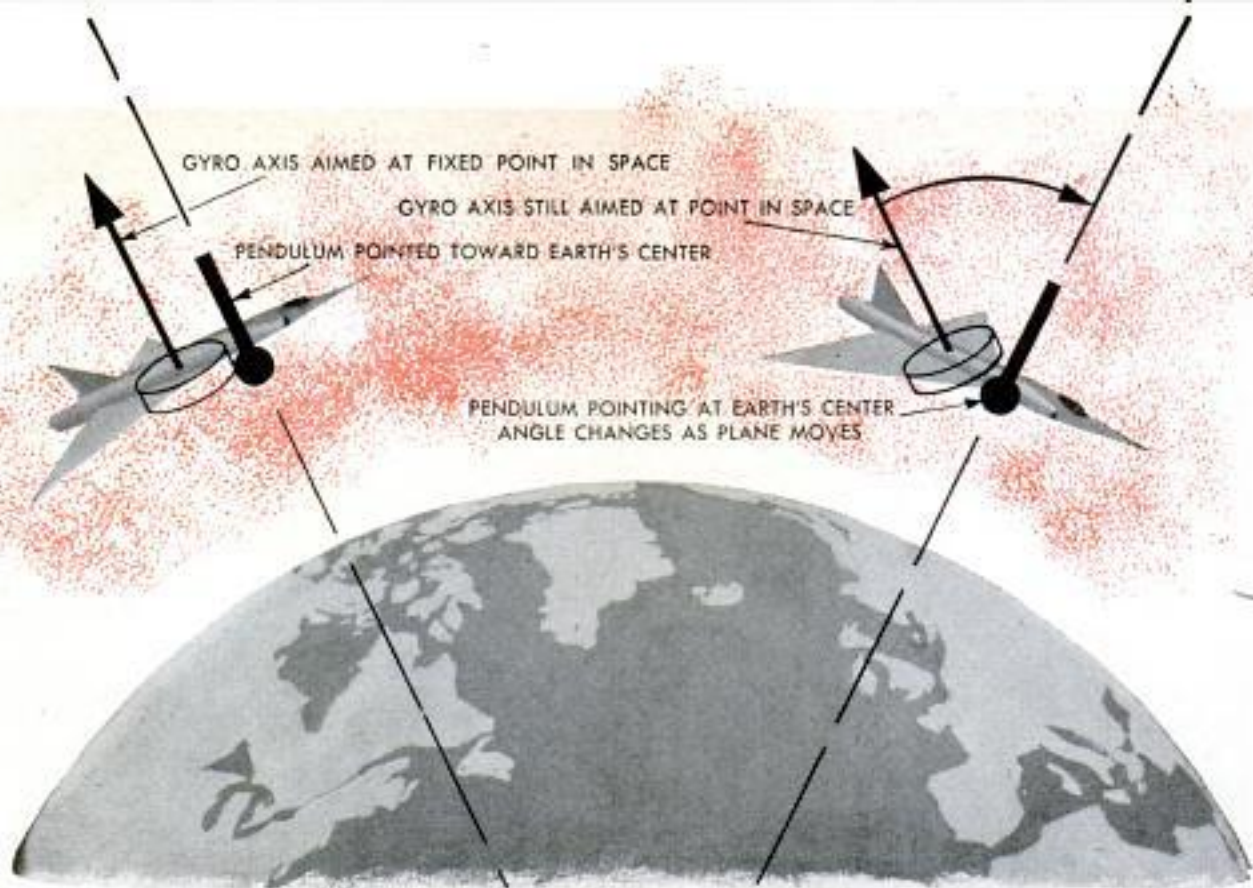 GYRO AXIS AIMED AT FIXED POINT IN SPACE
GYRO AXIS STILL AIMED AT POINT IN SPACE
PENDULUM POINTED TOWARD EARTH'S CENTER
PENDULUM POINTING AT EARTH'S CENTER
ANGLE CHANGES AS PLANE MOVES